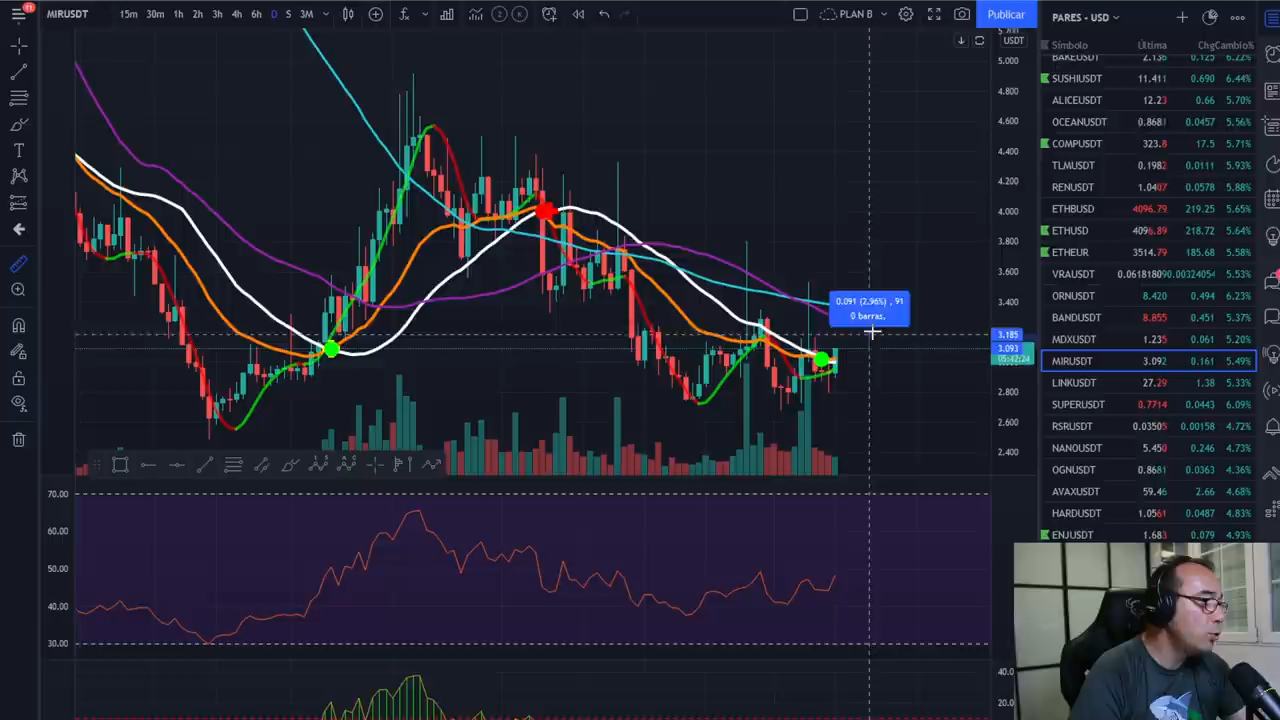 11
MIRUSDT
15m 30m 1h 2h 3h 4h 6h D S 3M
PLAN B
Publicar
PARES - USD
USDT
Símbolo Última Chg Cambio%
BAKEUSDT 2.136 0.125 6.22%
SUSHIUSDT 11.411 0.690 6.44%
ALICEUSDT 12.23 0.66 5.70%
OCEANUSDT 0.8681 0.0457 5.56%
COMPUSDT 323.8 17.5 5.71%
TLMUSDT 0.1982 0.0111 5.93%
RENUSDT 1.0407 0.0578 5.88%
ETHBUSD 4096.79 219.25 5.65%
ETHUSD 4096.89 218.72 5.64%
ETHEUR 3514.79 185.68 5.58%
VRAUSDT 0.0618180 90.0032405 5.53%
ORNUSDT 8.420 0.494 6.23%
BANDUSDT 8.855 0.451 5.37%
MDXUSDT 1.235 0.061 5.20%
MIRUSDT 3.092 0.161 5.49%
LINKUSDT 27.29 1.38 5.33%
SUPERUSDT 0.7714 0.0443 6.09%
RSRUSDT 0.03505 0.00158 4.72%
NANOUSDT 5.450 0.246 4.73%
OGNUSDT 0.8681 0.0363 4.36%
AVAXUSDT 59.46 2.66 4.68%
HARDUSDT 1.0561 0.0487 4.83%
ENJUSDT 1.683 0.079 4.93%
5.000
4.800
4.600
4.400
4.200
4.000
3.800
3.600
3.400
3.185
3.093
05:42:24
2.800
2.600
2.400
0.091 (2.96%) , 91
0 barras,
70.00
60.00
50.00
40.00
30.00
40.0
20.0